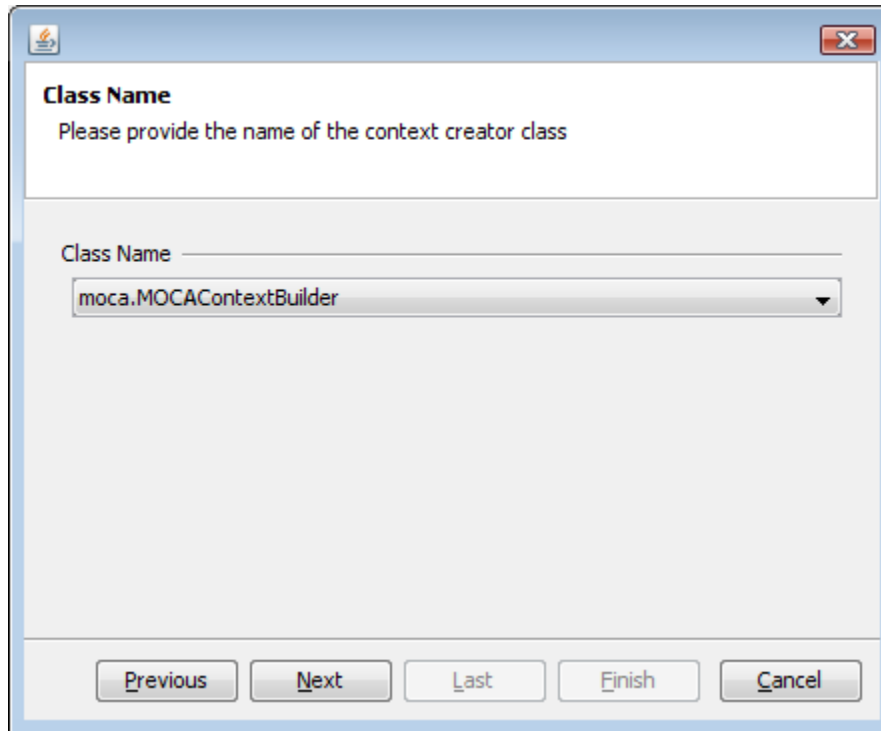 Class Name
Please provide the name of the context creator class
Class Name
moca.MOCAContextBuilder
Previous Next Last Finish Cancel